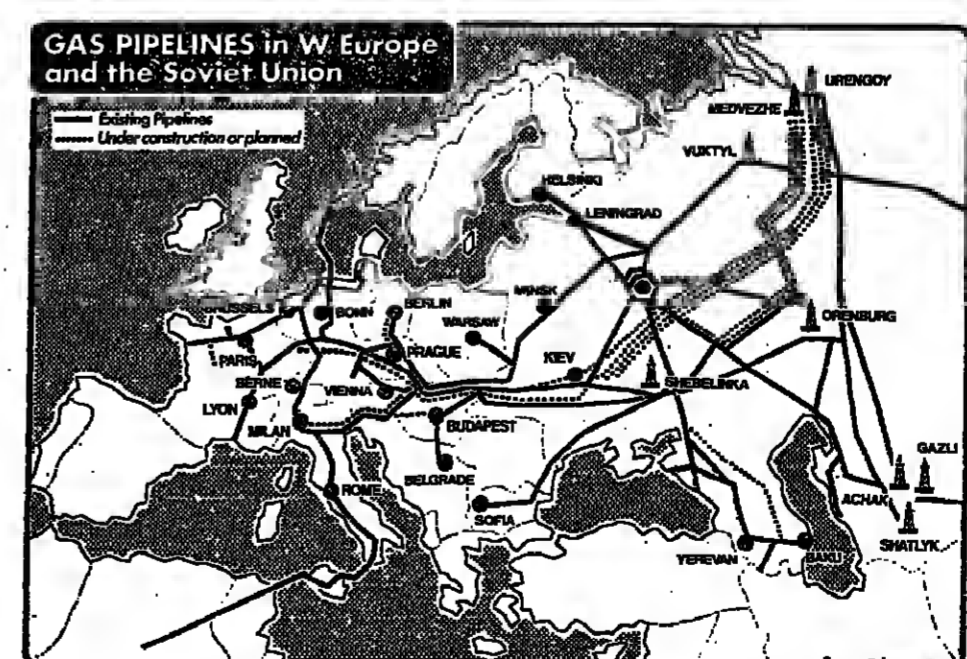 GAS PIPELINES in W. Europe
and the Soviet Union
Existing Pipelines
Under construction or planned
URENGOY
MEDVEZHE
VUKTYL
HELSINKI
LENINGRAD
MINSK
BERLIN
BONN
BRUSSELS
WARSAW
ORENBURG
PARIS
PRAGUE
KIEV
BERNE
VIENNA
SHEBELINKA
LYON
MILAN
BUDAPEST
BELGRADE
GAZLI
ROME
ACHAK
SOFIA
SHATLYK
YEREVAN
BAKU